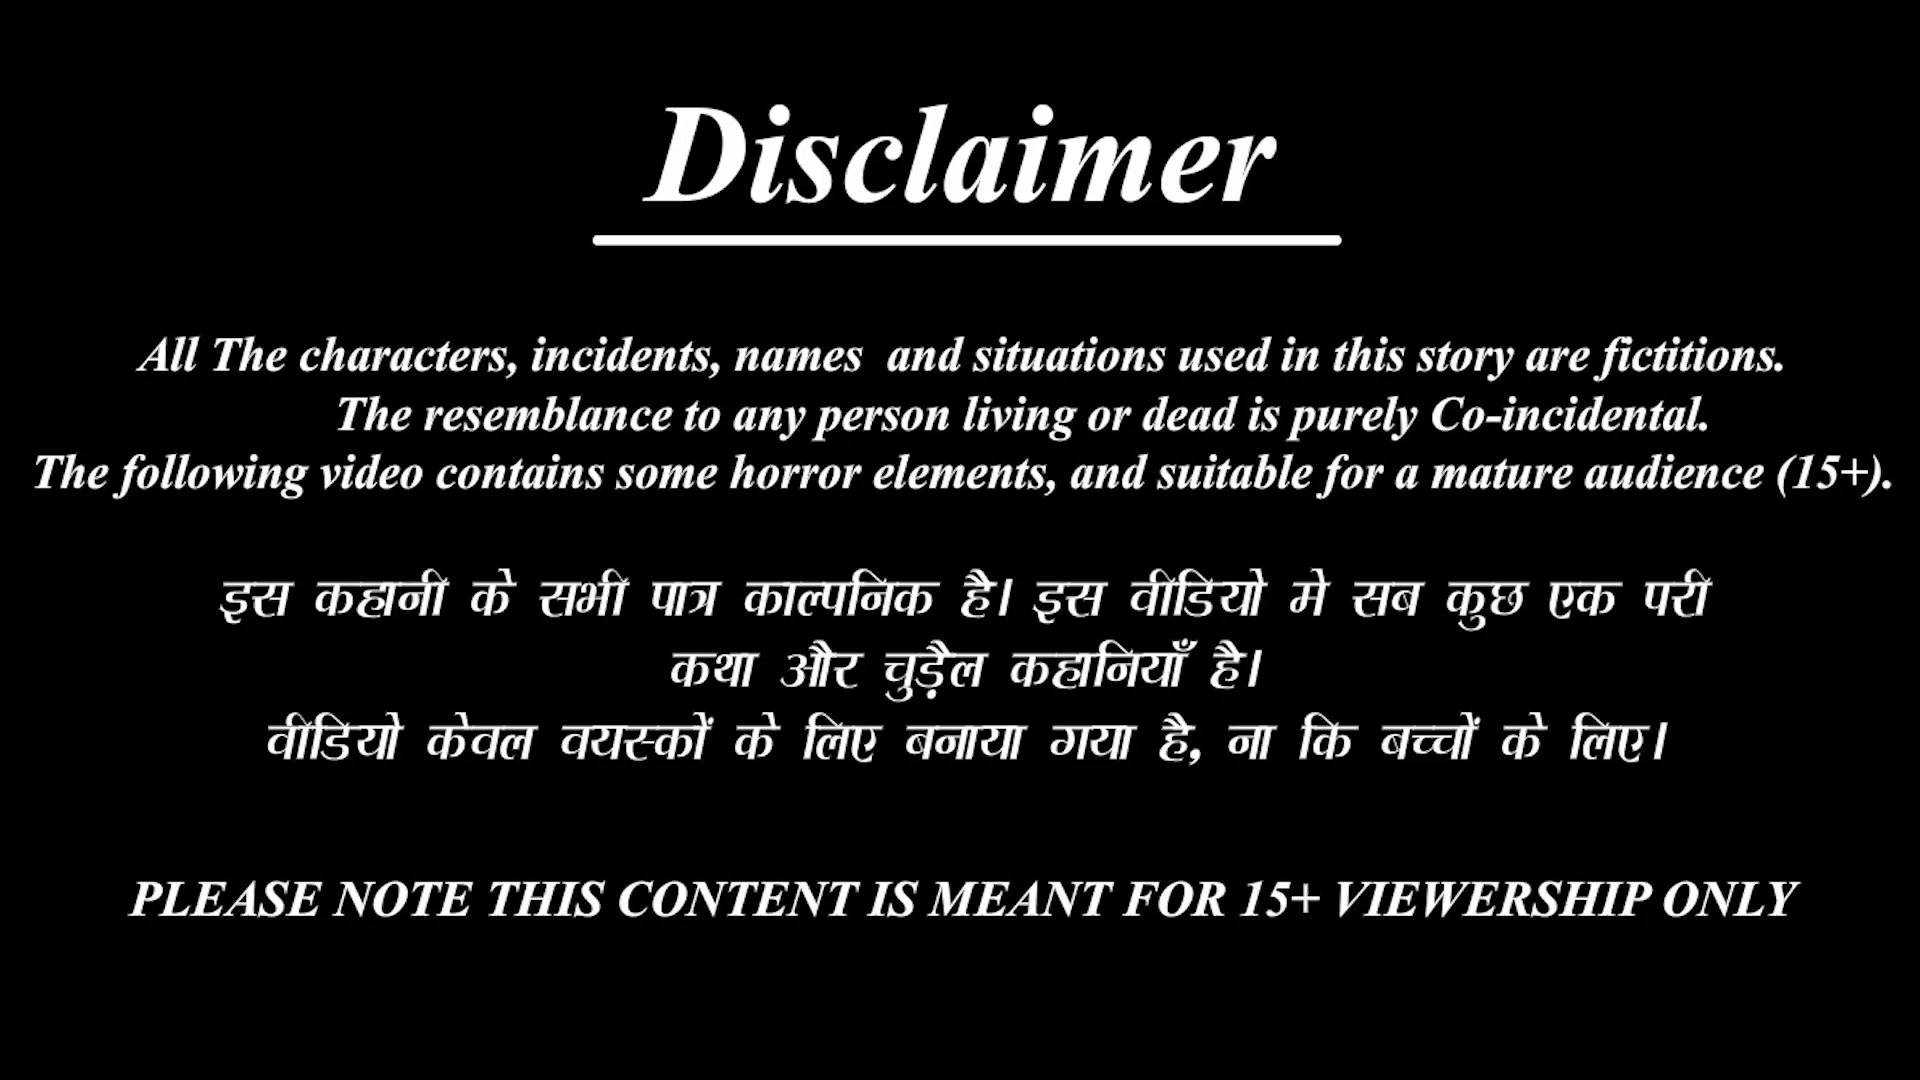 Disclaimer
All The characters, incidents, names and situations used in this story are fictitions.
The resemblance to any person living or dead is purely Co-incidental.
The following video contains some horror elements, and suitable for a mature audience (15+).
इस कहानी के सभी पात्र काल्पनिक है। इस वीडियो मे सब कुछ एक परी
कथा और चुड़ैल कहानियाँ है।
वीडियो केवल वयस्कों के लिए बनाया गया है, ना कि बच्चों के लिए।
PLEASE NOTE THIS CONTENT IS MEANT FOR 15+ VIEWERSHIP ONLY